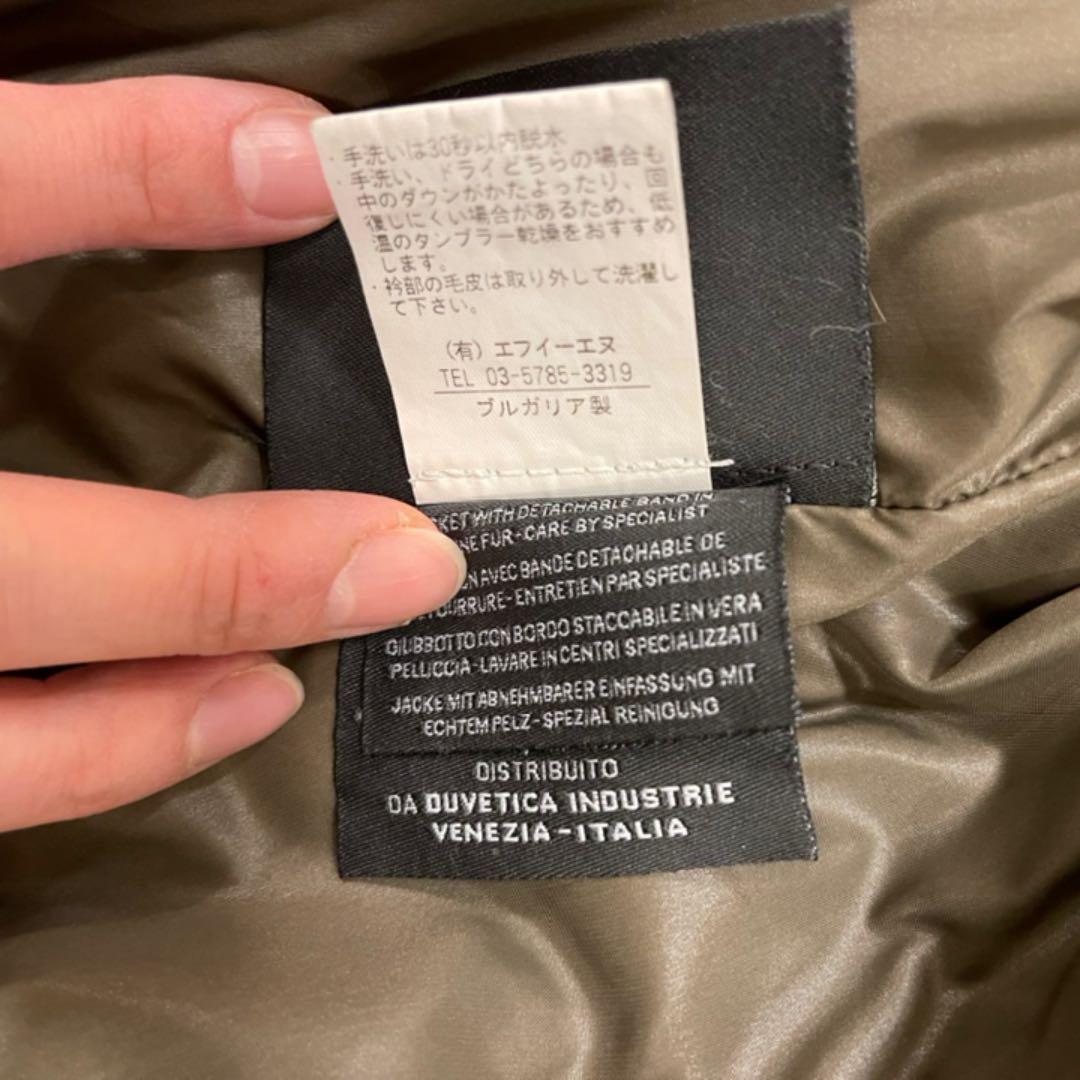 ・手洗いは30秒以内脱水
・手洗い、ドライどちらの場合も
中のダウンがかたよったり、回
復しにくい場合があるため、低
温のタンブラー乾燥をおすすめ
します。
・衿部の毛皮は取り外して洗濯し
て下さい。
(有) エフイーエヌ
TEL 03-5785-3319
ブルガリア製
WITH DETACHABLE BAND IN
FUR-CARE BY SPECIALIST
AVEC BANDE DETACHABLE DE
ENTRETIEN PAR SPECIALISTE
GIUBBOTTO CON BORDO STACCABILE IN VERA
PELLICCIA-LAVARE IN CENTRI SPECIALIZZATI
JACKE MIT ABNEHMBARER EINFASSUNG MIT
ECHTEM PELZ-SPEZIAL REINIGUNG
DISTRIBUITO
DA DUVETICA INDUSTRIE
VENEZIA-ITALIA